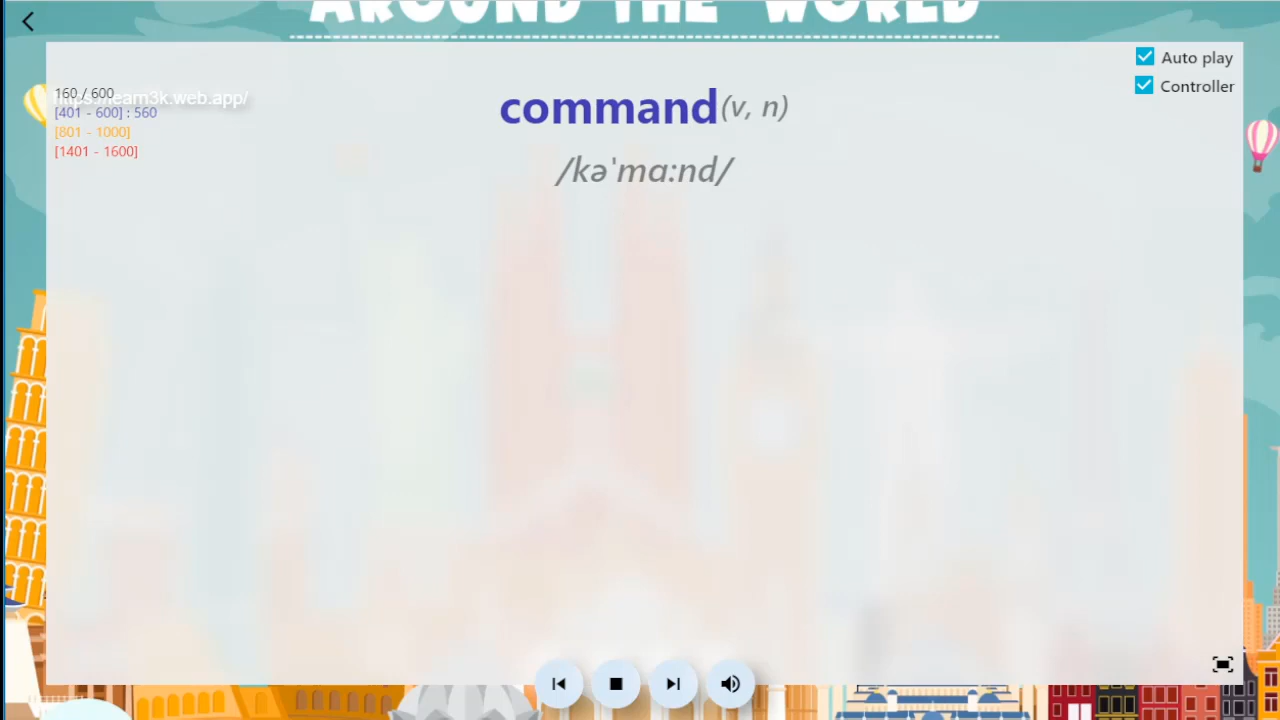 AROUND THE WORLD
Auto play
Controller
160 / 600
https://learn3k.web.app/
[401 - 600] : 560
[801 - 1000]
[1401 - 1600]
command (v, n)
/kəˈmɑːnd/